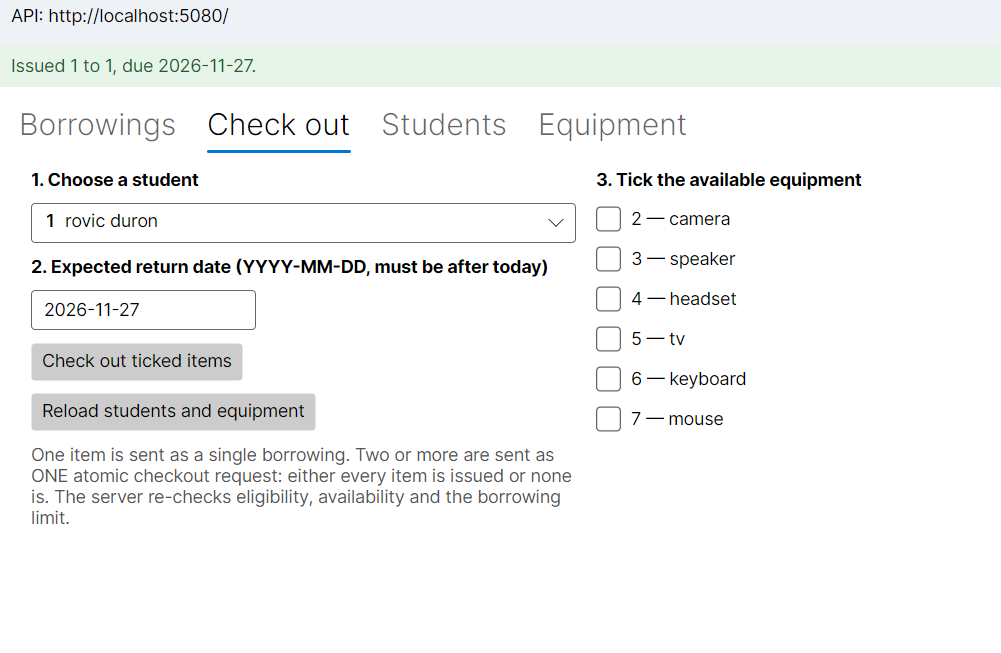 API: http://localhost:5080/
Issued 1 to 1, due 2026-11-27.
Borrowings Check out Students Equipment
1. Choose a student
1 rovic duron
2. Expected return date (YYYY-MM-DD, must be after today)
2026-11-27
Check out ticked items
Reload students and equipment
One item is sent as a single borrowing. Two or more are sent as
ONE atomic checkout request: either every item is issued or none
is. The server re-checks eligibility, availability and the borrowing
limit.
3. Tick the available equipment
2 — camera
3 — speaker
4 — headset
5 — tv
6 — keyboard
7 — mouse